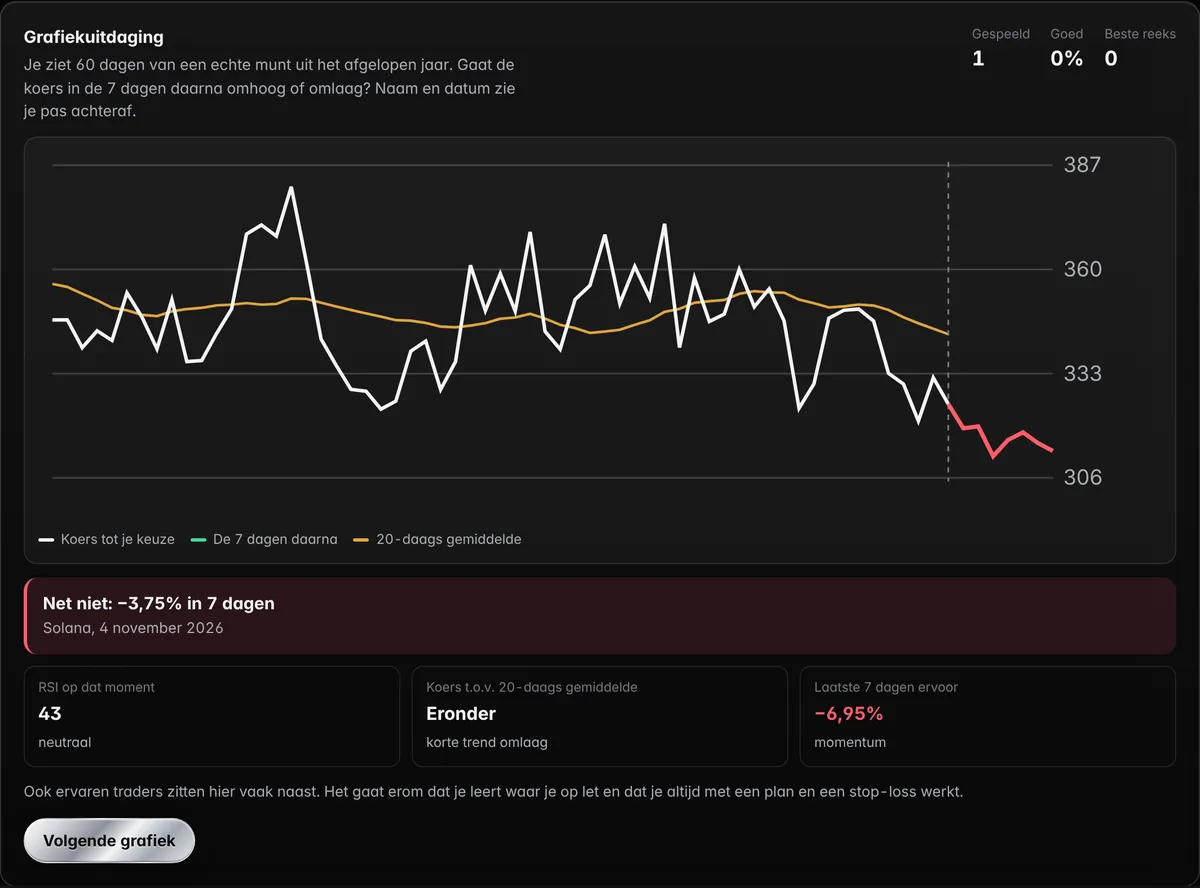 Grafiekuitdaging
Je ziet 60 dagen van een echte munt uit het afgelopen jaar. Gaat de
koers in de 7 dagen daarna omhoog of omlaag? Naam en datum zie
je pas achteraf.
Gespeeld
1
Goed
0%
Beste reeks
0
387
360
333
306
Koers tot je keuze
De 7 dagen daarna
20-daags gemiddelde
Net niet: −3,75% in 7 dagen
Solana, 4 november 2026
RSI op dat moment
43
neutraal
Koers t.o.v. 20-daags gemiddelde
Eronder
korte trend omlaag
Laatste 7 dagen ervoor
−6,95%
momentum
Ook ervaren traders zitten hier vaak naast. Het gaat erom dat je leert waar je op let en dat je altijd met een plan en een stop-loss werkt.
Volgende grafiek